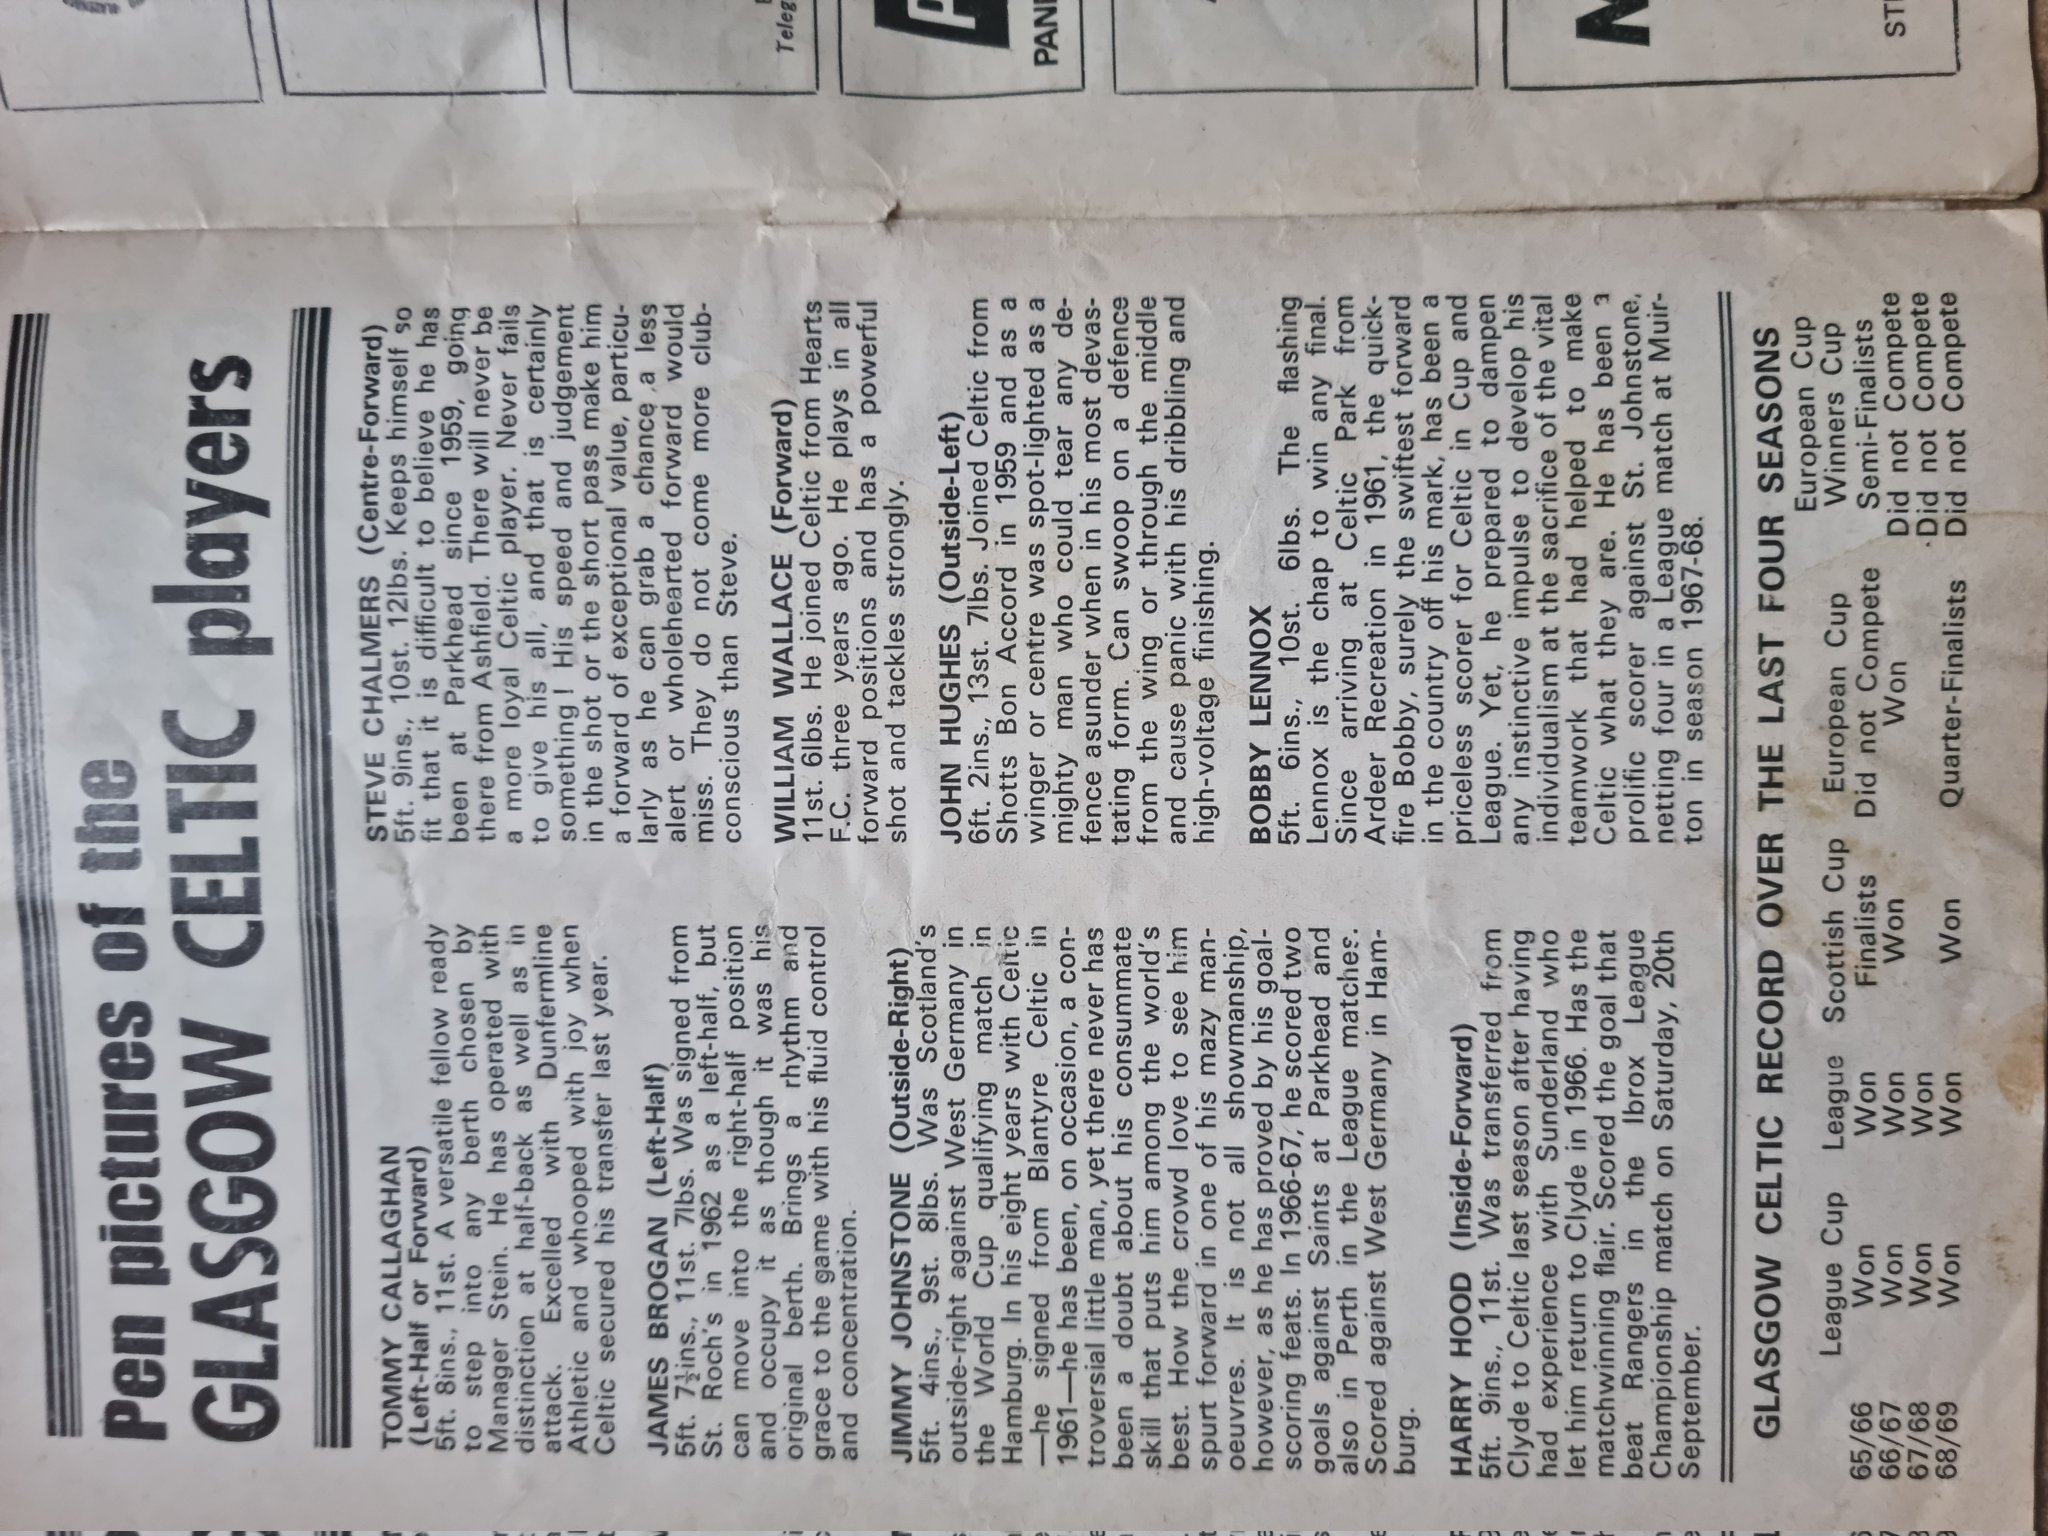 Pen pictures of the
GLASGOW CELTIC players
TOMMY CALLAGHAN
(Left-Half or Forward)
5ft. 8ins., 11st. A versatile fellow ready
to step into any berth chosen by
Manager Stein. He has operated with
distinction at half-back as well as in
attack. Excelled with Dunfermline
Athletic and whooped with joy when
Celtic secured his transfer last year.
JAMES BROGAN (Left-Half)
5ft. 7½ins., 11st. 7lbs. Was signed from
St. Roch's in 1962 as a left-half, but
can move into the right-half position
and occupy it as though it was his
original berth. Brings a rhythm and
grace to the game with his fluid control
and concentration.
JIMMY JOHNSTONE (Outside-Right)
5ft. 4ins., 9st. 8lbs. Was Scotland's
outside-right against West Germany in
the World Cup qualifying match in
Hamburg. In his eight years with Celtic
—he signed from Blantyre Celtic in
1961—he has been, on occasion, a con-
troversial little man, yet there never has
been a doubt about his consummate
skill that puts him among the world's
best. How the crowd love to see him
spurt forward in one of his mazy man-
oeuvres. It is not all showmanship,
however, as he has proved by his goal-
scoring feats. In 1966-67, he scored two
goals against Saints at Parkhead and
also in Perth in the League matches.
Scored against West Germany in Ham-
burg.
HARRY HOOD (Inside-Forward)
5ft. 9ins., 11st. Was transferred from
Clyde to Celtic last season after having
had experience with Sunderland who
let him return to Clyde in 1966. Has the
matchwinning flair. Scored the goal that
beat Rangers in the Ibrox League
Championship match on Saturday, 20th
September.
STEVE CHALMERS (Centre-Forward)
5ft. 9ins., 10st. 12lbs. Keeps himself so
fit that it is difficult to believe he has
been at Parkhead since 1959, going
there from Ashfield. There will never be
a more loyal Celtic player. Never fails
to give his all, and that is certainly
something! His speed and judgement
in the shot or the short pass make him
a forward of exceptional value, particu-
larly as he can grab a chance a less
alert or wholehearted forward would
miss. They do not come more club-
conscious than Steve.
WILLIAM WALLACE (Forward)
11st. 6lbs. He joined Celtic from Hearts
F.C. three years ago. He plays in all
forward positions and has a powerful
shot and tackles strongly.
JOHN HUGHES (Outside-Left)
6ft. 2ins., 13st. 7lbs. Joined Celtic from
Shotts Bon Accord in 1959 and as a
winger or centre was spot-lighted as a
mighty man who could tear any de-
fence asunder when in his most devas-
tating form. Can swoop on a defence
from the wing or through the middle
and cause panic with his dribbling and
high-voltage finishing.
BOBBY LENNOX
5ft. 6ins., 10st. 6lbs. The flashing
Lennox is the chap to win any final.
Since arriving at Celtic Park from
Ardeer Recreation in 1961, the quick-
fire Bobby, surely the swiftest forward
in the country off his mark, has been a
priceless scorer for Celtic in Cup and
League. Yet, he prepared to dampen
any instinctive impulse to develop his
individualism at the sacrifice of the vital
teamwork that had helped to make
Celtic what they are. He has been a
prolific scorer against St. Johnstone,
netting four in a League match at Muir-
ton in season 1967-68.
GLASGOW CELTIC RECORD OVER THE LAST FOUR SEASONS
League Cup League Scottish Cup European Cup European Cup Winners Cup
65/66 Won Won Finalists Did not Compete Semi-Finalists
66/67 Won Won Won Won Did not Compete
67/68 Won Won Did not Compete
68/69 Won Won Won Quarter-Finalists Did not Compete
Teleg
PANI
STI